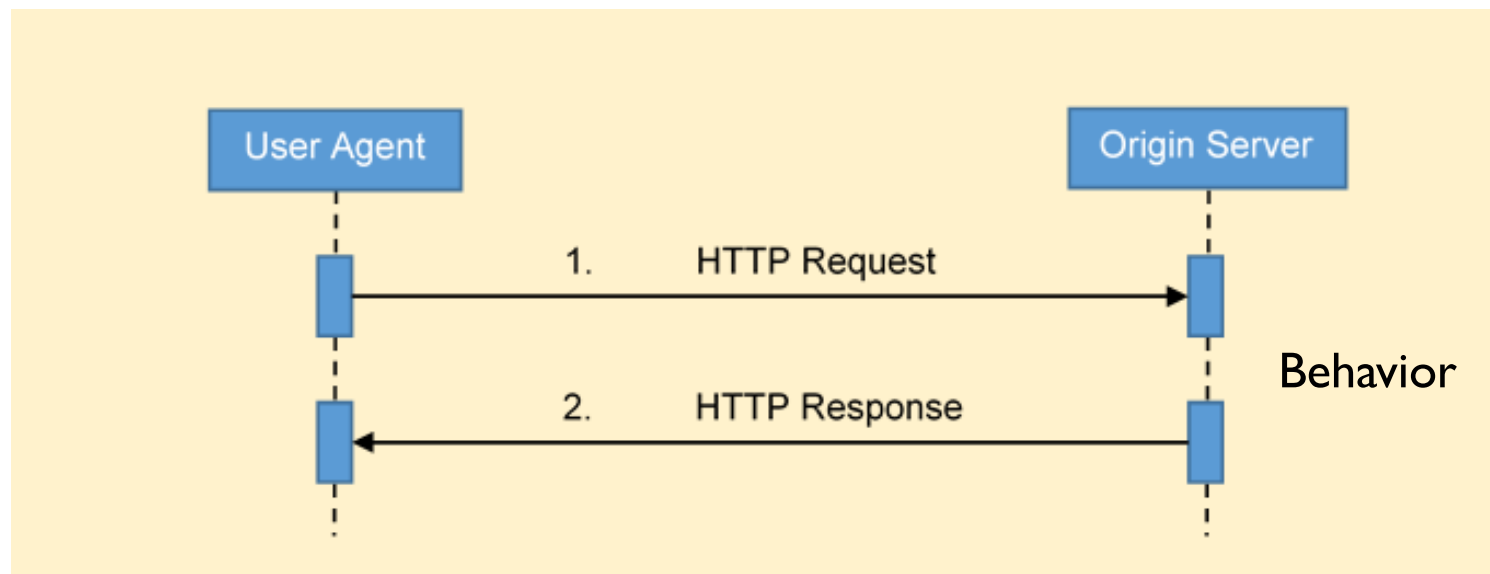 User Agent
Origin Server
1. HTTP Request
Behavior
2. HTTP Response